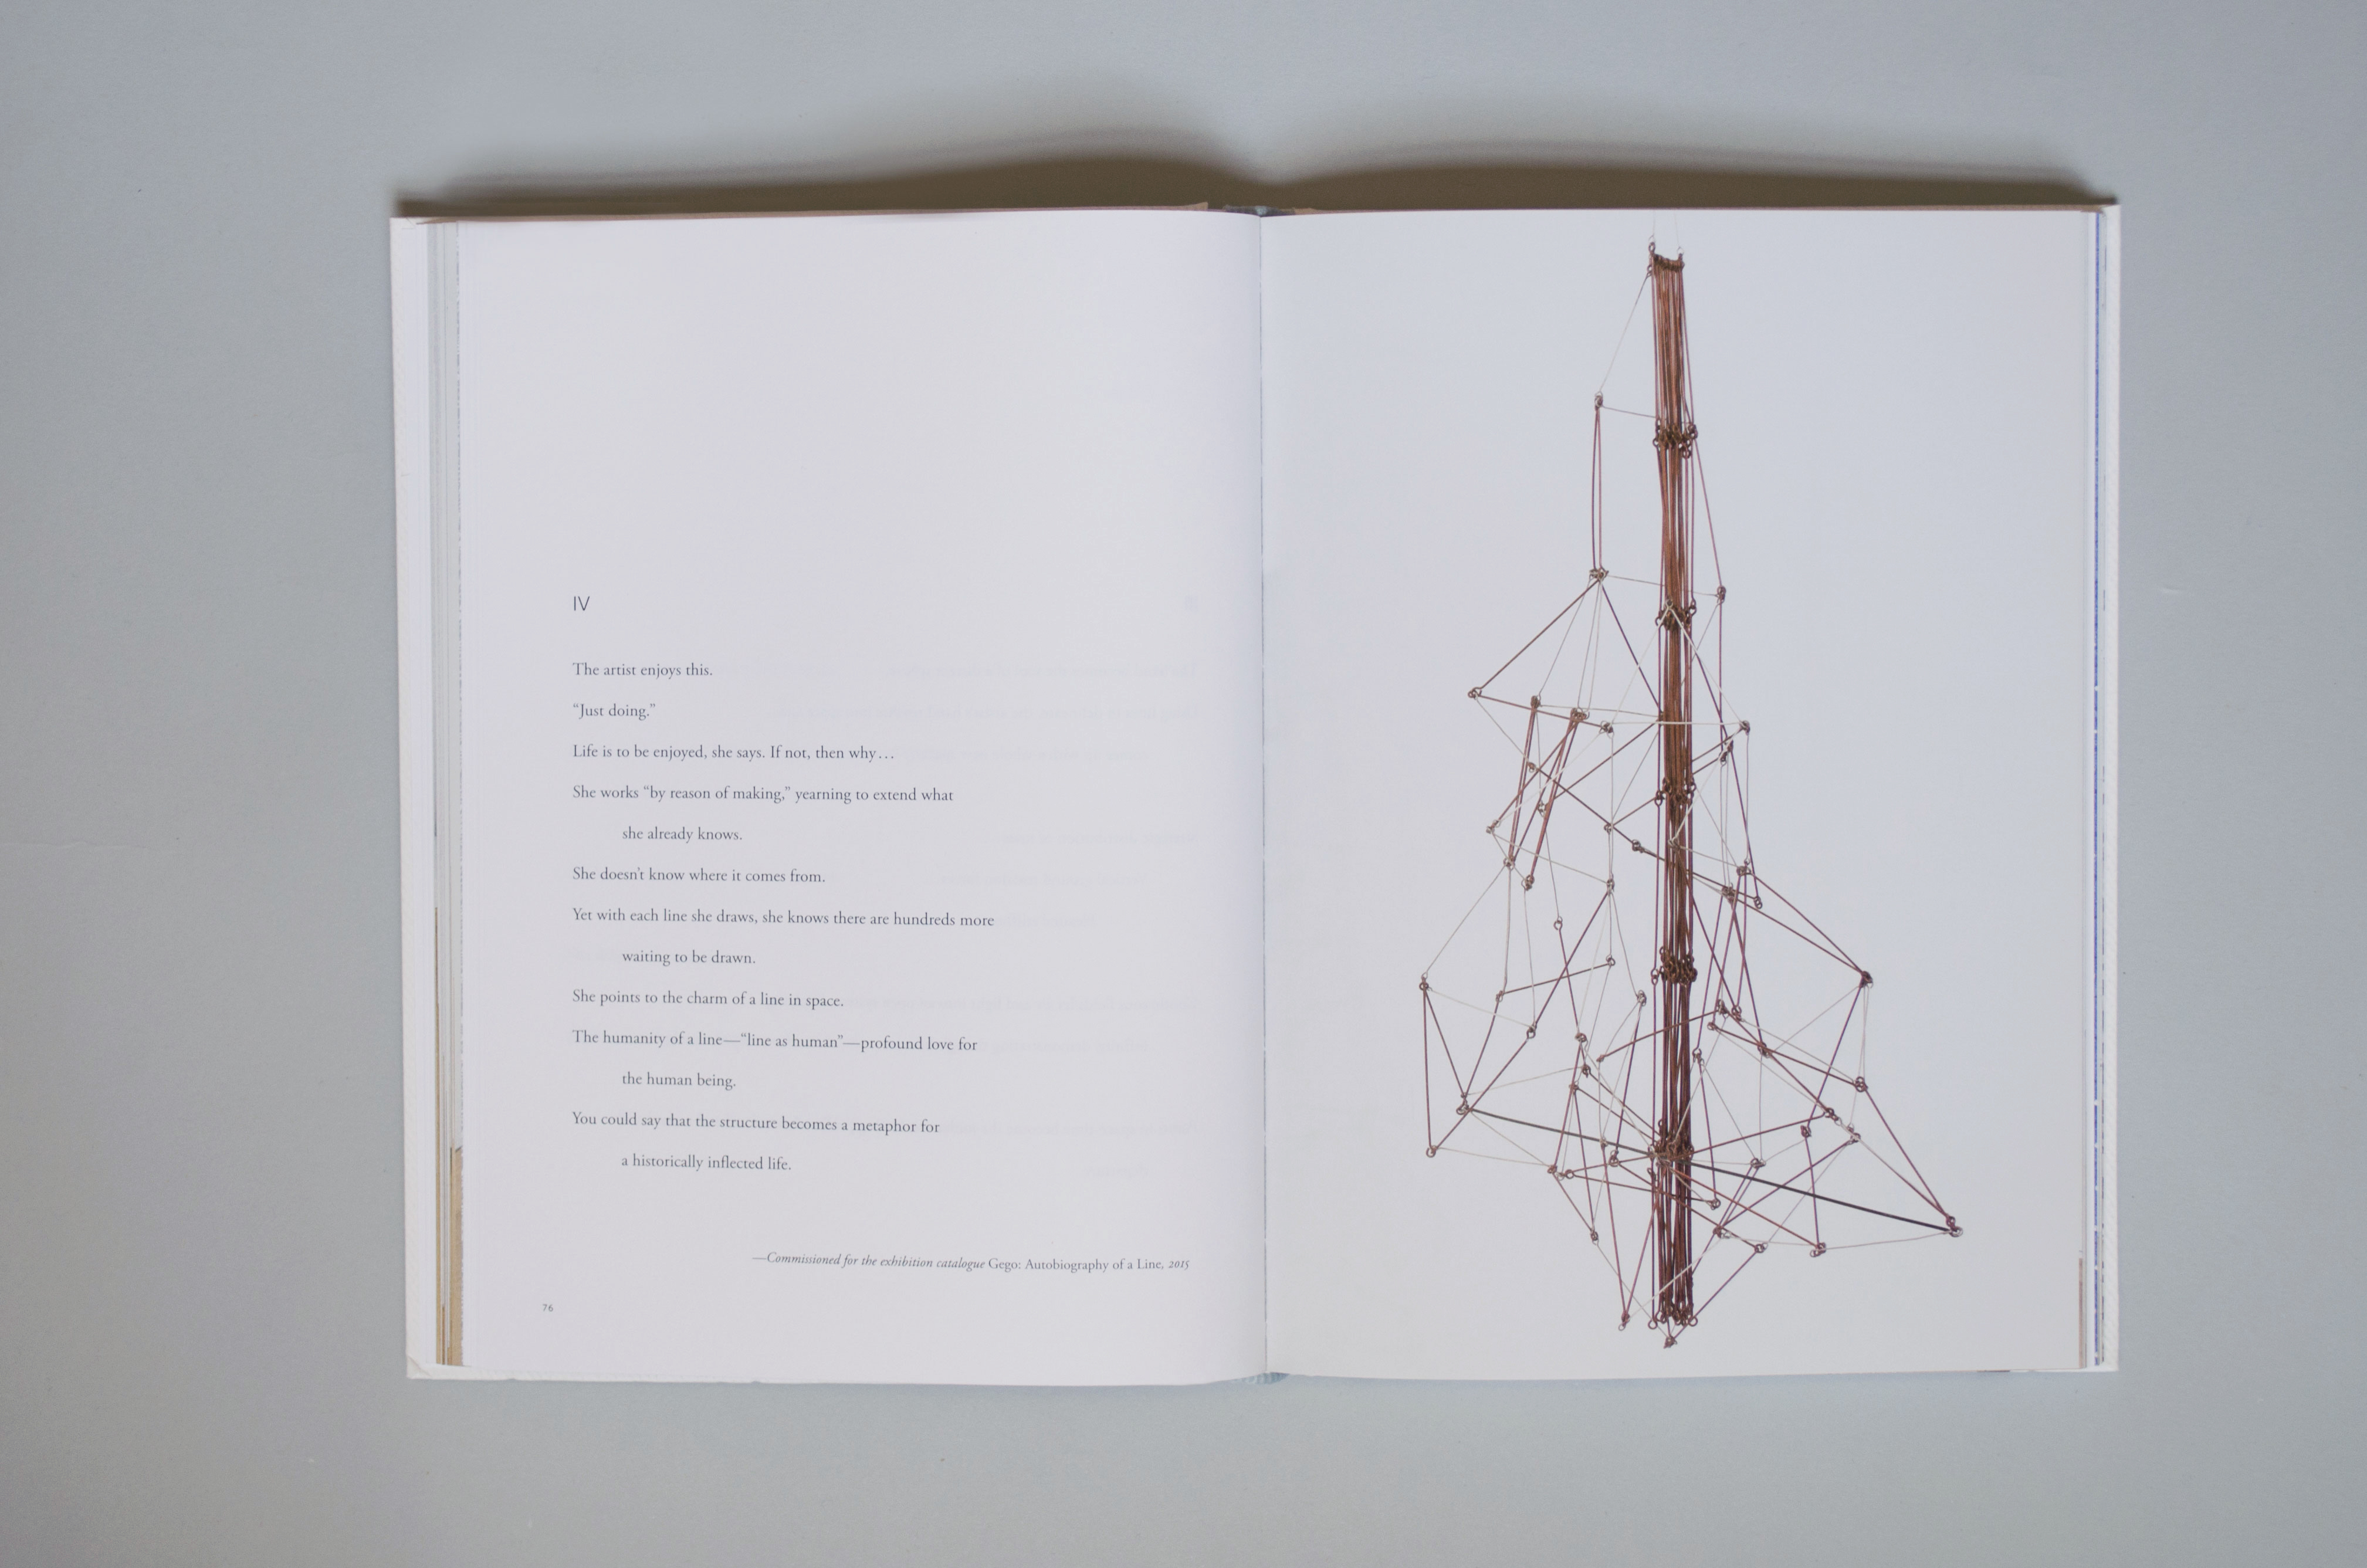 IV
The artist enjoys this.
“Just doing.”
Life is to be enjoyed, she says. If not, then why…
She works “by reason of making,” yearning to extend what
she already knows.
She doesn’t know where it comes from.
Yet with each line she draws, she knows there are hundreds more
waiting to be drawn.
She points to the charm of a line in space.
The humanity of a line—“line as human”—profound love for
the human being.
You could say that the structure becomes a metaphor for
a historically inflected life.
—Commissioned for the exhibition catalogue Gego: Autobiography of a Line, 2015
76